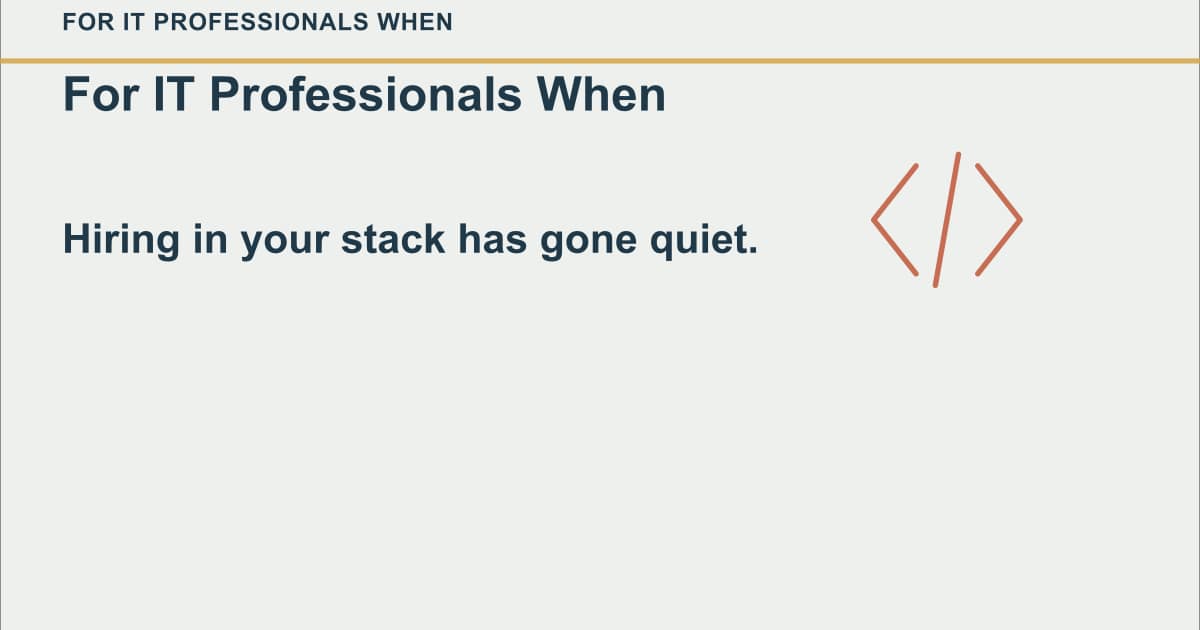 FOR IT PROFESSIONALS WHEN
For IT Professionals When
Hiring in your stack has gone quiet.